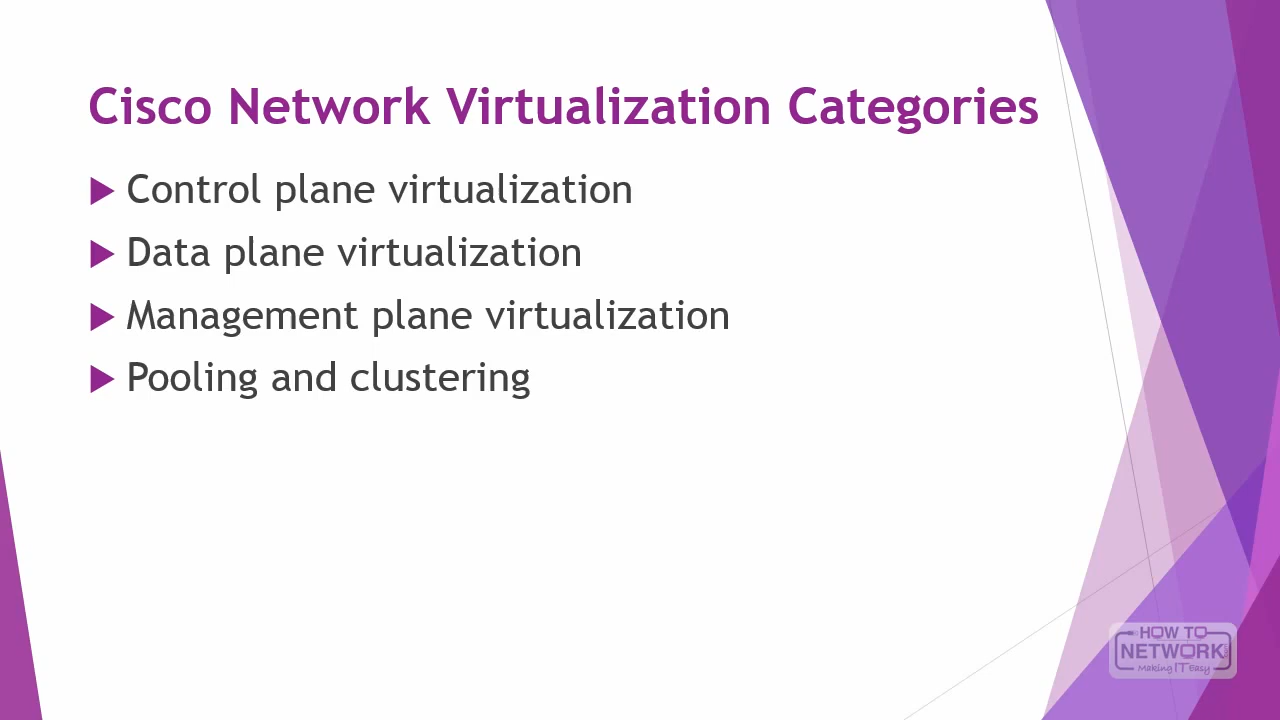 Cisco Network Virtualization Categories
Control plane virtualization
Data plane virtualization
Management plane virtualization
Pooling and clustering
HOW TO
NETWORK
Making IT Easy